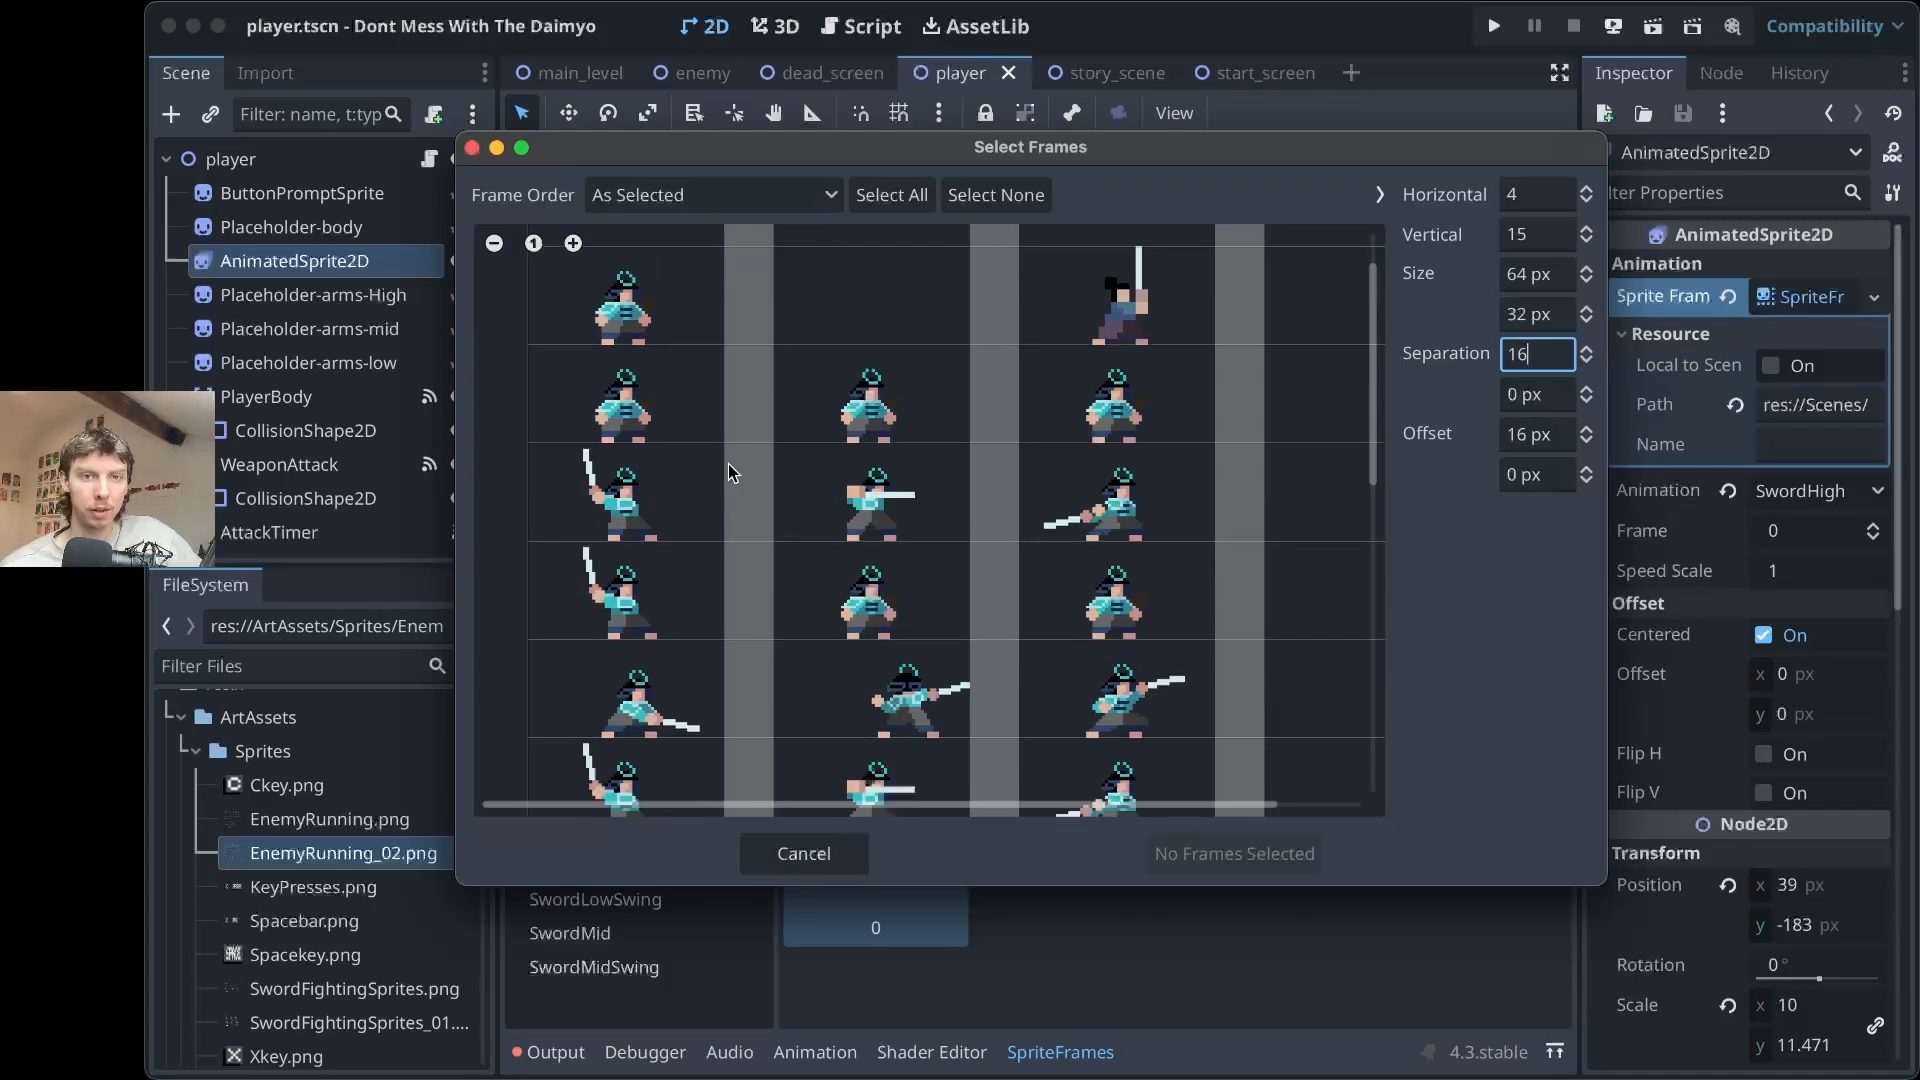 player.tscn - Dont Mess With The Daimyo
2D
3D
Script
AssetLib
Compatibility
Scene
Import
main_level
enemy
dead_screen
player
story_scene
start_screen
Inspector
Node
History
Filter: name, t:typ
View
AnimatedSprite2D
lter Properties
player
ButtonPromptSprite
Placeholder-body
AnimatedSprite2D
Placeholder-arms-High
Placeholder-arms-mid
Placeholder-arms-low
PlayerBody
CollisionShape2D
WeaponAttack
CollisionShape2D
AttackTimer
Select Frames
Frame Order
As Selected
Select All
Select None
1
Horizontal
4
Vertical
15
Size
64 px
32 px
Separation
16
0 px
Offset
16 px
0 px
Cancel
No Frames Selected
AnimatedSprite2D
Animation
Sprite Fram
SpriteFr
Resource
Local to Scen
On
Path
res://Scenes/
Name
Animation
SwordHigh
Frame
0
Speed Scale
1
Offset
Centered
On
Offset
x 0 px
y 0 px
Flip H
On
Flip V
On
Node2D
Transform
Position
x 39 px
y -183 px
Rotation
0 °
Scale
x 10
y 11.471
FileSystem
res://ArtAssets/Sprites/Enem
Filter Files
ArtAssets
Sprites
Ckey.png
EnemyRunning.png
EnemyRunning_02.png
KeyPresses.png
Spacebar.png
Spacekey.png
SwordFightingSprites.png
SwordFightingSprites_01....
Xkey.png
SwordLowSwing
SwordMid
SwordMidSwing
0
Output
Debugger
Audio
Animation
Shader Editor
SpriteFrames
4.3.stable